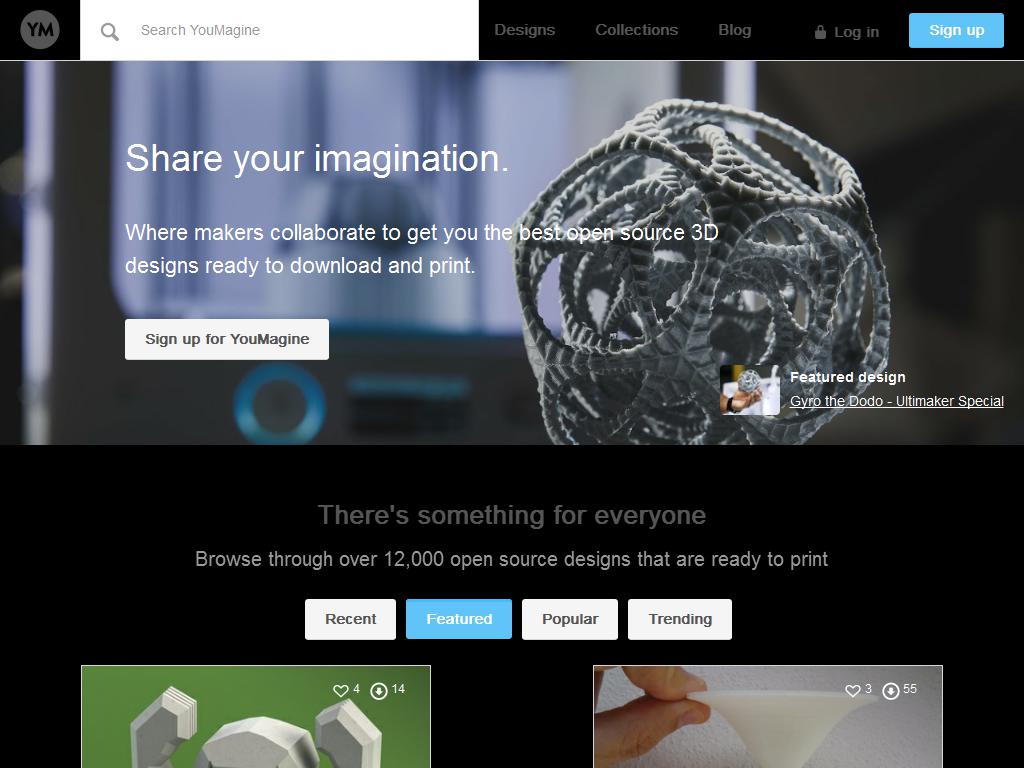 YM
Search YouMagine
Designs
Collections
Blog
Log in
Sign up
Share your imagination.
Where makers collaborate to get you the best open source 3D
designs ready to download and print.
Sign up for YouMagine
Featured design
Gyro the Dodo - Ultimaker Special
There's something for everyone
Browse through over 12,000 open source designs that are ready to print
Recent
Featured
Popular
Trending
4
14
3
55